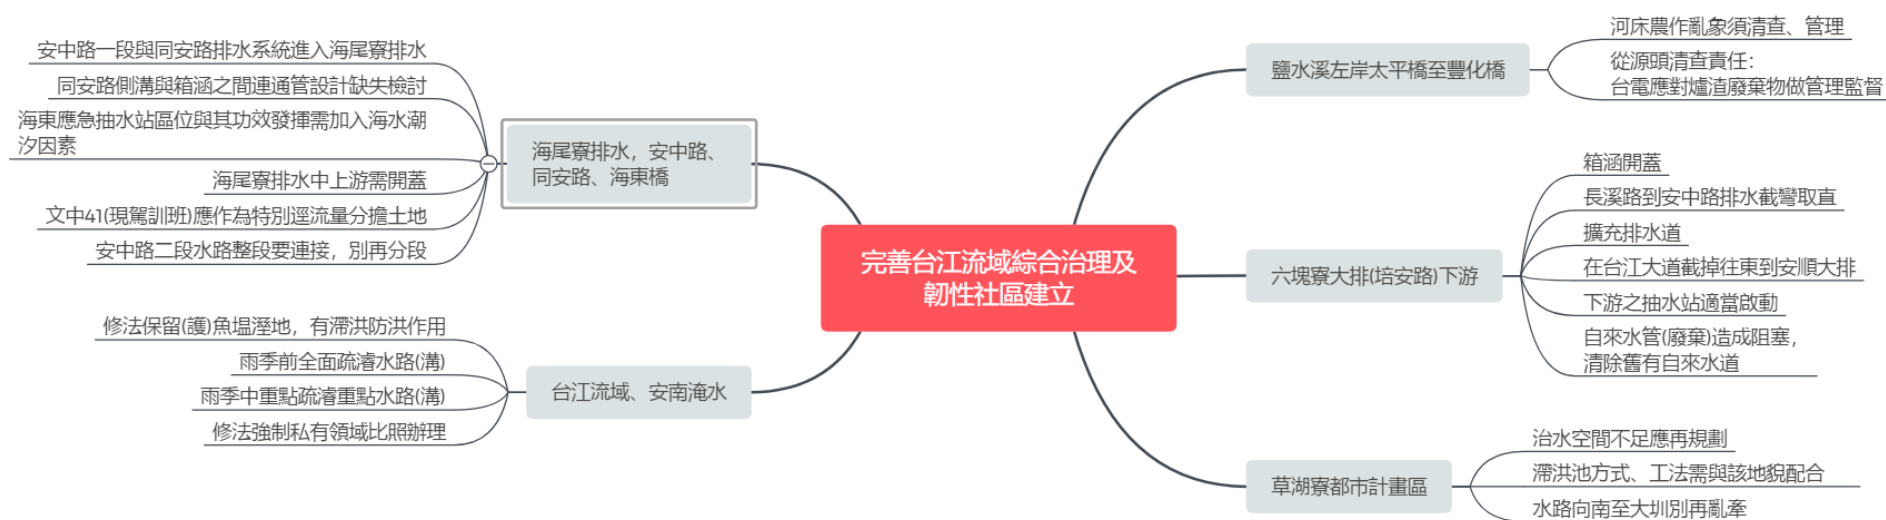 完善台江流域綜合治理及
韌性社區建立
海尾寮排水，安中路、
同安路、海東橋
安中路一段與同安路排水系統進入海尾寮排水
同安路側溝與箱涵之間連通管設計缺失檢討
海東應急抽水站區位與其功效發揮需加入海水潮
汐因素
海尾寮排水中上游需開蓋
文中41(現駕訓班)應作為特別逕流量分擔土地
安中路二段水路整段要連接，別再分段
台江流域、安南淹水
修法保留(護)魚塭溼地，有滯洪防洪作用
雨季前全面疏濬水路(溝)
雨季中重點疏濬重點水路(溝)
修法強制私有領域比照辦理
鹽水溪左岸太平橋至豐化橋
河床農作亂象須清查、管理
從源頭清查責任：
台電應對爐渣廢棄物做管理監督
六塊寮大排(培安路)下游
箱涵開蓋
長溪路到安中路排水截彎取直
擴充排水道
在台江大道截掉往東到安順大排
下游之抽水站適當啟動
自來水管(廢棄)造成阻塞，
清除舊有自來水道
草湖寮都市計畫區
治水空間不足應再規劃
滯洪池方式、工法需與該地貌配合
水路向南至大圳別再亂牽